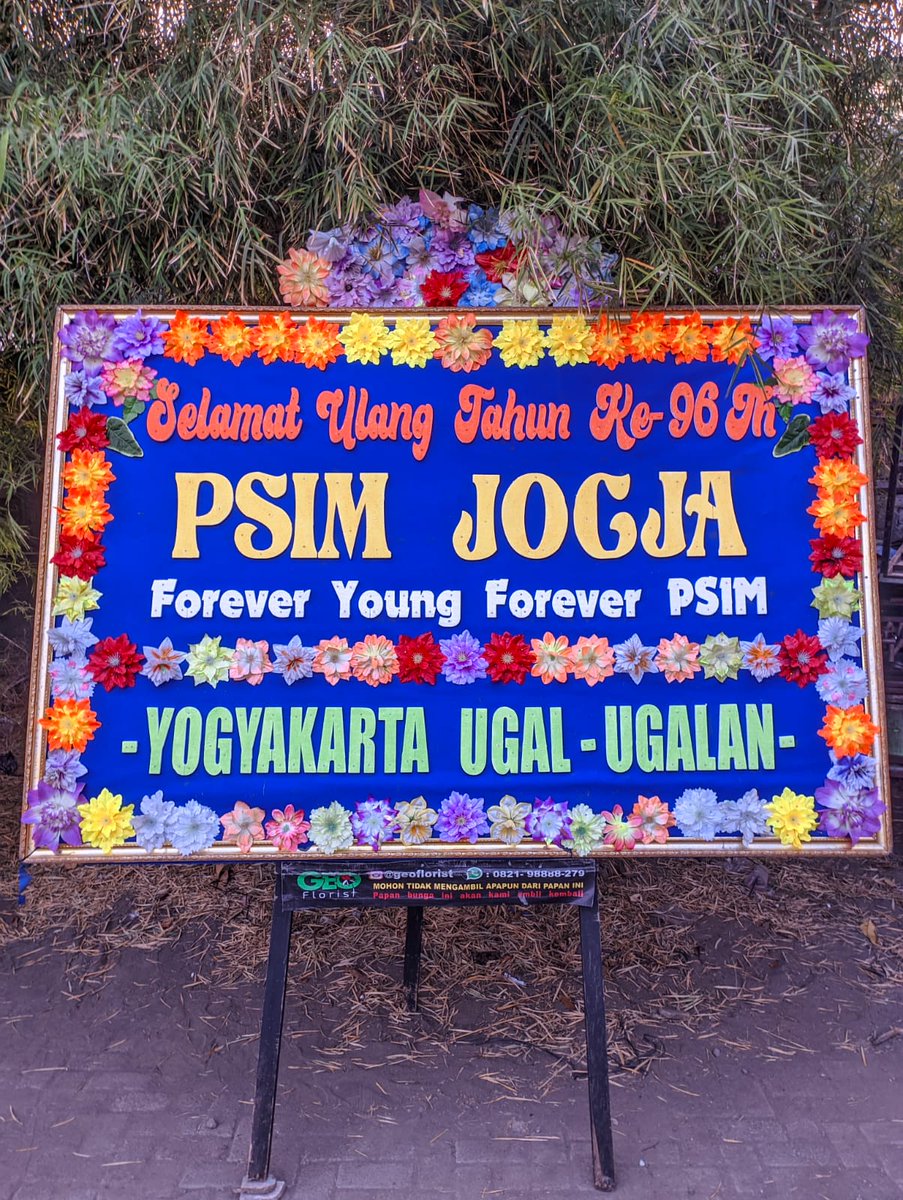 Selamat Ulang Tahun Ke-96 Th
PSIM JOGJA
Forever Young Forever PSIM
-YOGYAKARTA UGAL-UGALAN-
GEO Florist
@geoflorist : 0821- 98888-279
MOHON TIDAK MENGAMBIL APAPUN DARI PAPAN INI
Papan bunga ini akan kami ambil kembali